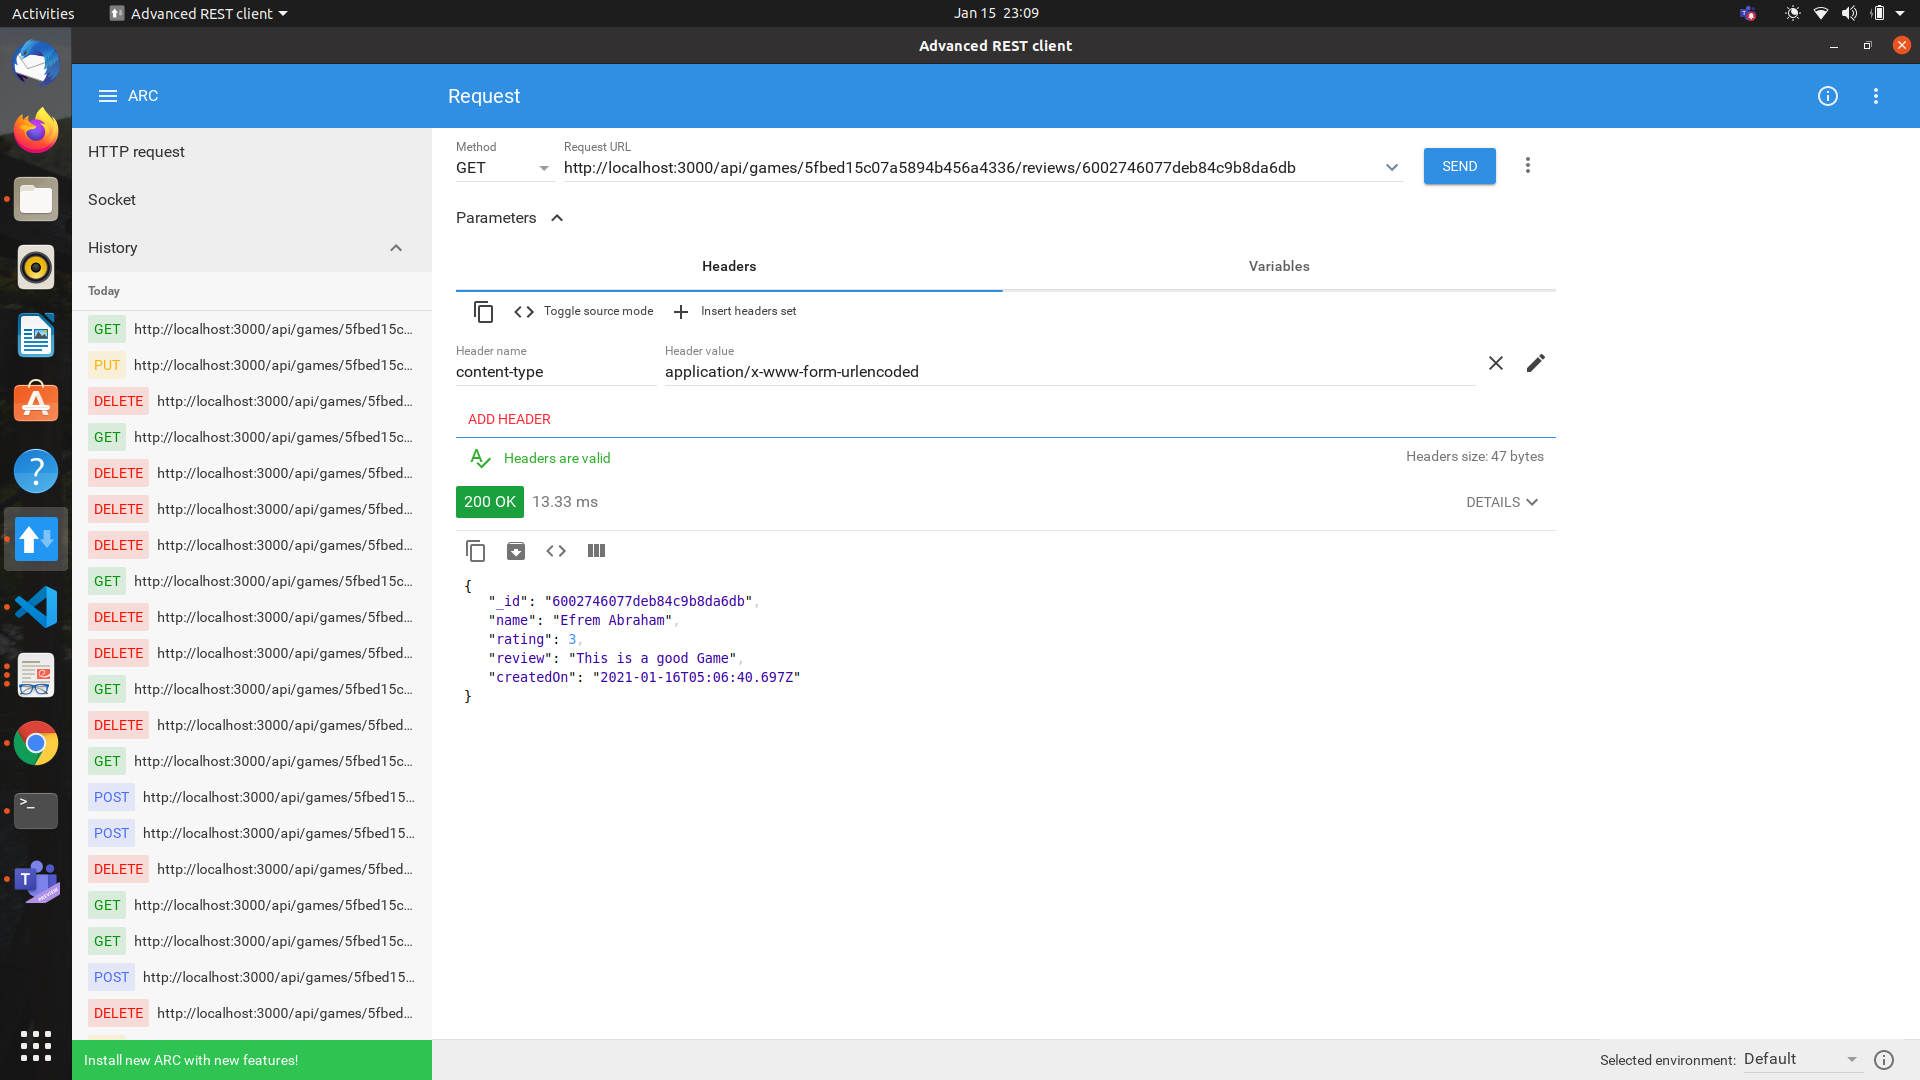 Activities
Advanced REST client
Jan 15 23:09
Advanced REST client
ARC
Request
HTTP request
Socket
History
Today
GET http://localhost:3000/api/games/5fbed15c...
PUT http://localhost:3000/api/games/5fbed15c...
DELETE http://localhost:3000/api/games/5fbed...
GET http://localhost:3000/api/games/5fbed15c...
DELETE http://localhost:3000/api/games/5fbed...
DELETE http://localhost:3000/api/games/5fbed...
DELETE http://localhost:3000/api/games/5fbed...
GET http://localhost:3000/api/games/5fbed15c...
DELETE http://localhost:3000/api/games/5fbed...
DELETE http://localhost:3000/api/games/5fbed...
GET http://localhost:3000/api/games/5fbed15c...
DELETE http://localhost:3000/api/games/5fbed...
GET http://localhost:3000/api/games/5fbed15c...
POST http://localhost:3000/api/games/5fbed15...
POST http://localhost:3000/api/games/5fbed15...
DELETE http://localhost:3000/api/games/5fbed...
GET http://localhost:3000/api/games/5fbed15c...
GET http://localhost:3000/api/games/5fbed15c...
POST http://localhost:3000/api/games/5fbed15...
DELETE http://localhost:3000/api/games/5fbed...
Install new ARC with new features!
Method
GET
Request URL
http://localhost:3000/api/games/5fbed15c07a5894b456a4336/reviews/6002746077deb84c9b8da6db
SEND
Parameters
Headers
Variables
Toggle source mode
Insert headers set
Header name
content-type
Header value
application/x-www-form-urlencoded
ADD HEADER
Headers are valid
Headers size: 47 bytes
200 OK 13.33 ms
DETAILS
{
"_id": "6002746077deb84c9b8da6db",
"name": "Efrem Abraham",
"rating": 3,
"review": "This is a good Game",
"createdOn": "2021-01-16T05:06:40.697Z"
}
Selected environment: Default